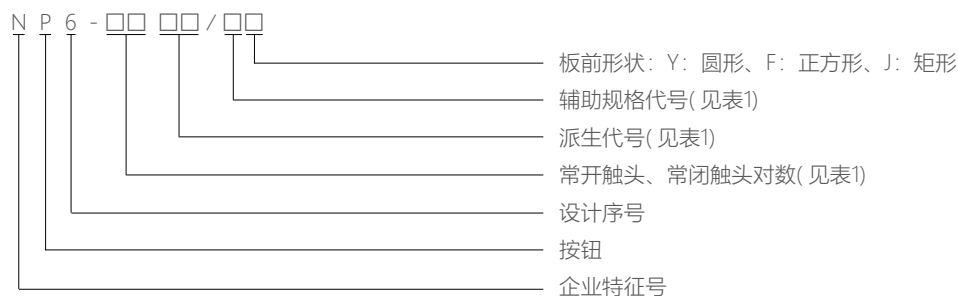 NP6-□□ □□/□□
板前形状：Y：圆形、F：正方形、J：矩形
辅助规格代号( 见表1)
派生代号( 见表1)
常开触头、常闭触头对数( 见表1)
设计序号
按钮
企业特征号